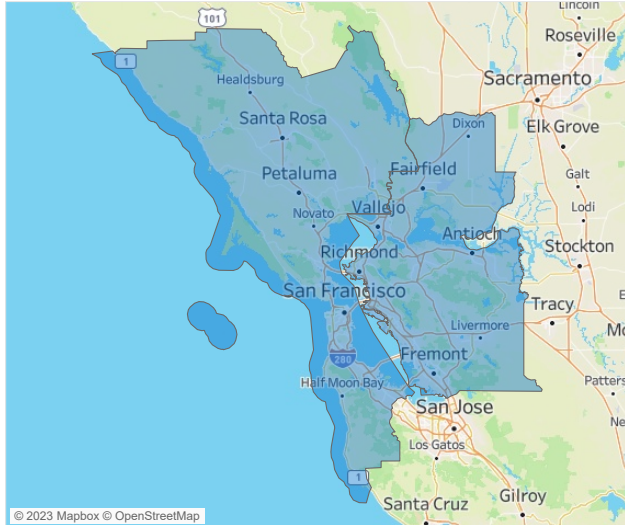 Lincoln
101
Roseville
1
Healdsburg
Sacramento
Santa Rosa
Dixon
Elk Grove
Petaluma
Fairfield
Galt
Vallejo
Novato
Lodi
Antioch
Richmond
Stockton
San Francisco
Tracy
Livermore
Fremont
280
Half Moon Bay
Patters
San Jose
Los Gatos
1
Gilroy
Santa Cruz
© 2023 Mapbox © OpenStreetMap